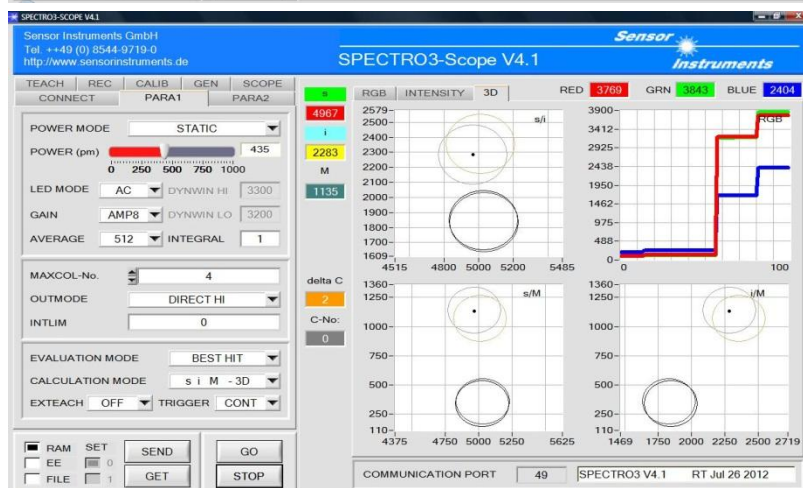 SPECTRO3-SCOPE V4.1
Sensor Instruments GmbH
Tel. ++49 (0) 8544-9719-0
http://www.sensorinstruments.de
SPECTRO3-Scope V4.1
Sensor
Instruments
TEACH REC CALIB GEN SCOPE
CONNECT PARA1 PARA2
POWER MODE STATIC
POWER (pm) 435
0 250 500 750 1000
LED MODE AC DYNWIN HI 3300
GAIN AMP8 DYNWIN LO 3200
AVERAGE 512 INTEGRAL 1
MAXCOL-No. 4
OUTMODE DIRECT HI
INTLIM 0
EVALUATION MODE BEST HIT
CALCULATION MODE s i M - 3D
EXTEACH OFF TRIGGER CONT
RAM SET SEND GO
EE 0
FILE 1 GET STOP
s
4967
i
2283
M
1135
delta C
2
C-No:
0
RGB INTENSITY 3D RED 3769 GRN 3843 BLUE 2404
s/i
2579
2500
2400
2300
2200
2100
2000
1900
1800
1700
1609
4515 4800 5000 5200 5485
RGB
3900
3412
2925
2438
1950
1462
975
488
0
0 100
s/M
1360
1250
1000
750
500
250
110
4375 4750 5000 5250 5625
i/M
1360
1250
1000
750
500
250
110
1469 1750 2000 2250 2500 2719
COMMUNICATION PORT 49 SPECTRO3 V4.1 RT Jul 26 2012